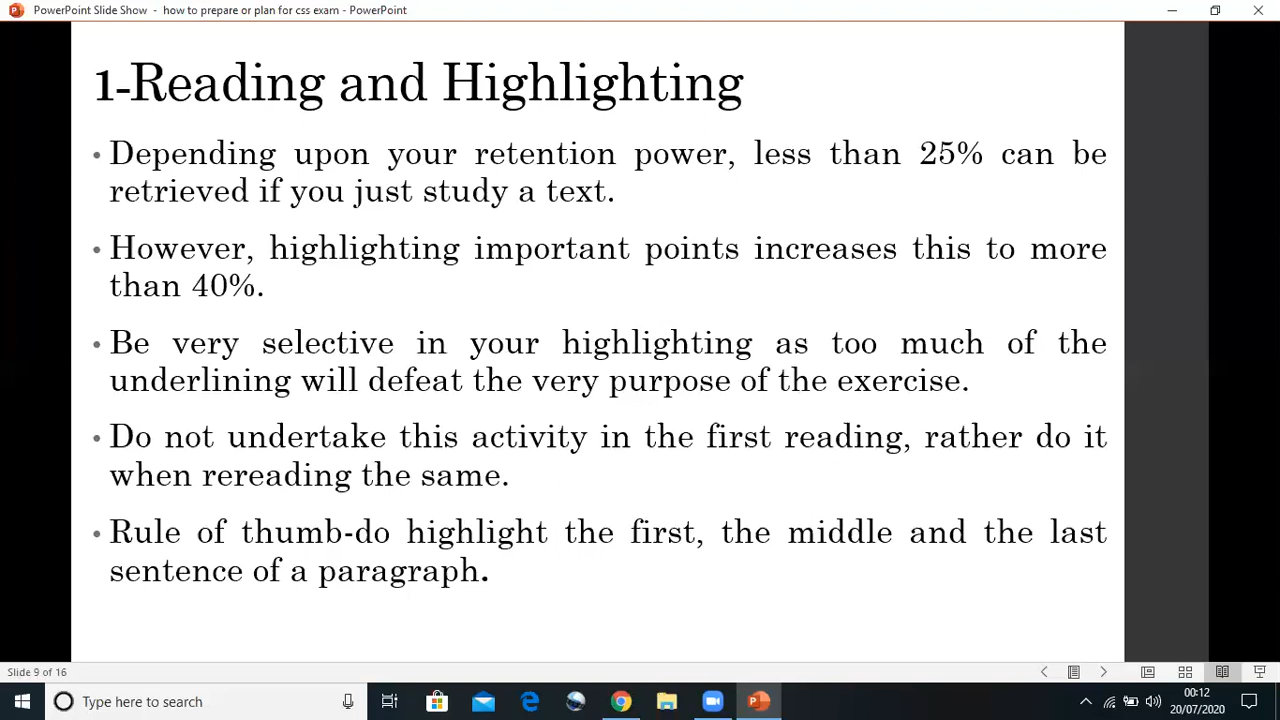 PowerPoint Slide Show - how to prepare or plan for css exam - PowerPoint
1-Reading and Highlighting
• Depending upon your retention power, less than 25% can be
retrieved if you just study a text.
• However, highlighting important points increases this to more
than 40%.
• Be very selective in your highlighting as too much of the
underlining will defeat the very purpose of the exercise.
• Do not undertake this activity in the first reading, rather do it
when rereading the same.
• Rule of thumb-do highlight the first, the middle and the last
sentence of a paragraph.
Slide 9 of 16
Type here to search
00:12
20/07/2020